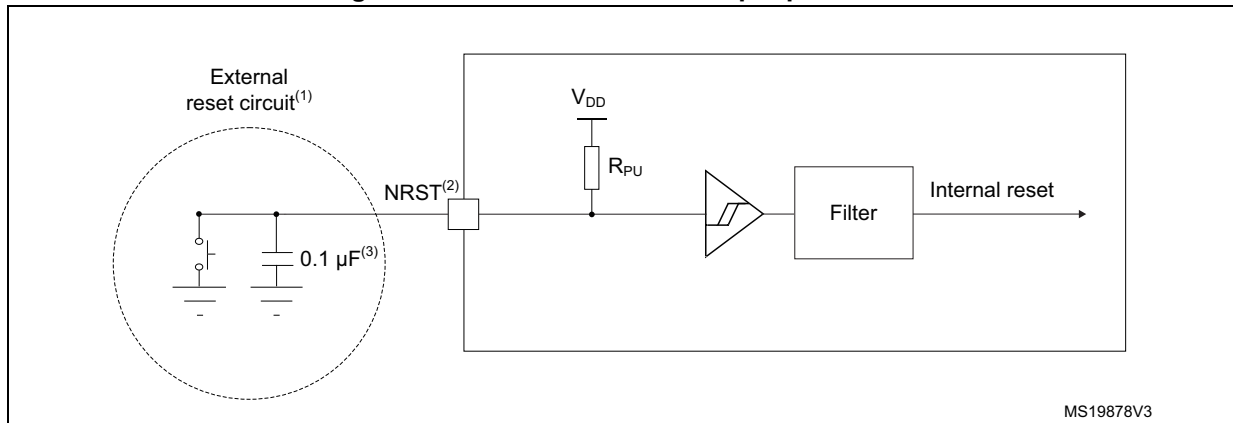 External
reset circuit(1)
VDD
RPU
NRST(2)
Internal reset
Filter
0.1 µF(3)
MS19878V3